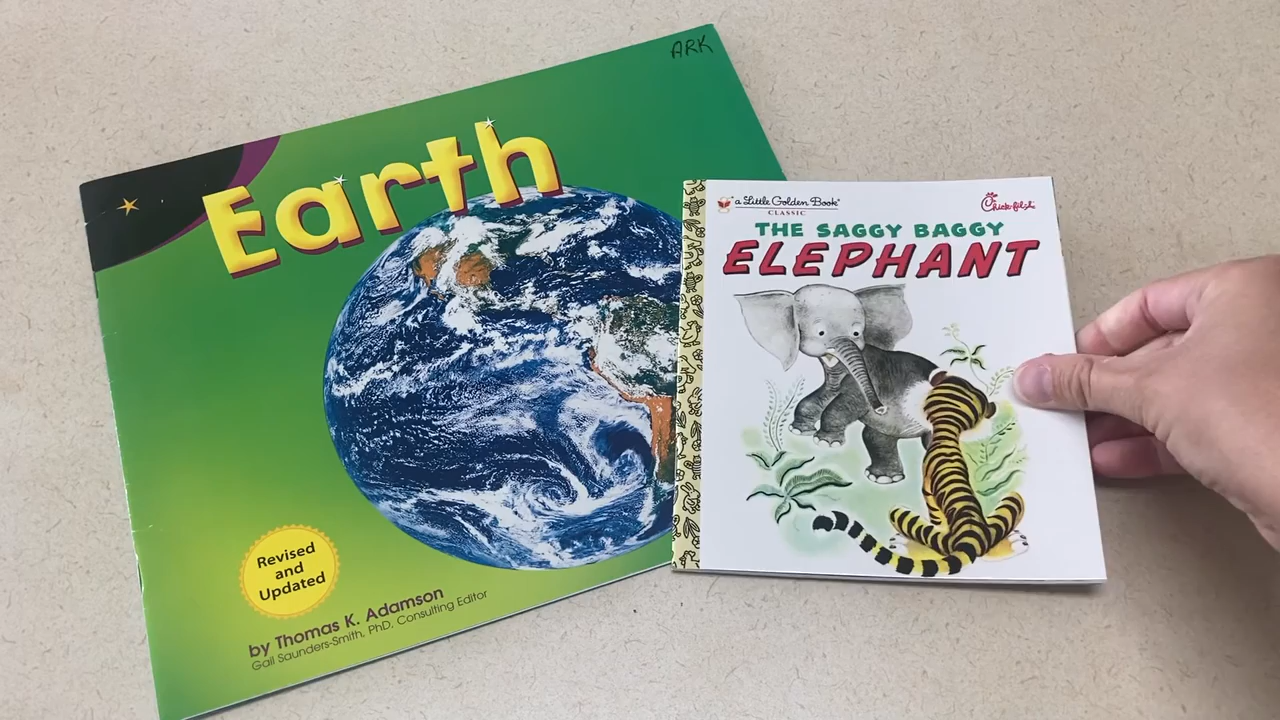 ARK
Earth
Revised
and
Updated
by Thomas K. Adamson
Gail Saunders-Smith, PhD, Consulting Editor
a Little Golden Book®
CLASSIC
Chick-fil-A
THE SAGGY BAGGY
ELEPHANT